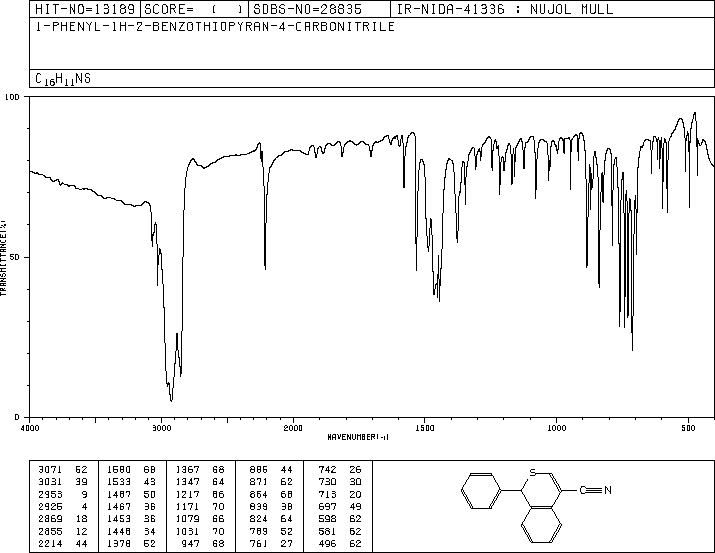 HIT-NO=13189 SCORE= ( ) SDBS-NO=28835 IR-NIDA-41336 : NUJOL MULL
1-PHENYL-1H-2-BENZOTHIOPYRAN-4-CARBONITRILE
C16H11NS
100
50
0
TRANSMITTANCE(%)
4000 3000 2000 1500 1000 500
WAVENUMBER(-1)
3071 52 1580 68 1367 68 886 44 742 26
3031 39 1533 43 1347 64 871 62 730 30
2953 9 1487 50 1217 86 864 68 713 20
2925 4 1467 36 1171 70 839 38 697 49
2869 18 1453 36 1079 66 824 64 598 62
2855 12 1448 34 1031 70 789 52 581 62
2214 44 1378 52 947 68 761 27 496 62
S
C≡N